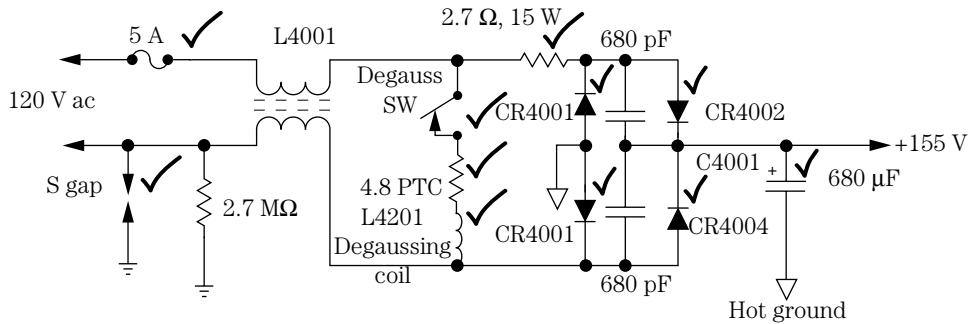 5 A
L4001
2.7 Ω, 15 W
680 pF
120 V ac
Degauss
SW
CR4001
CR4002
+155 V
S gap
2.7 MΩ
4.8 PTC
L4201
Degaussing
coil
CR4001
C4001
+
680 µF
CR4004
680 pF
Hot ground